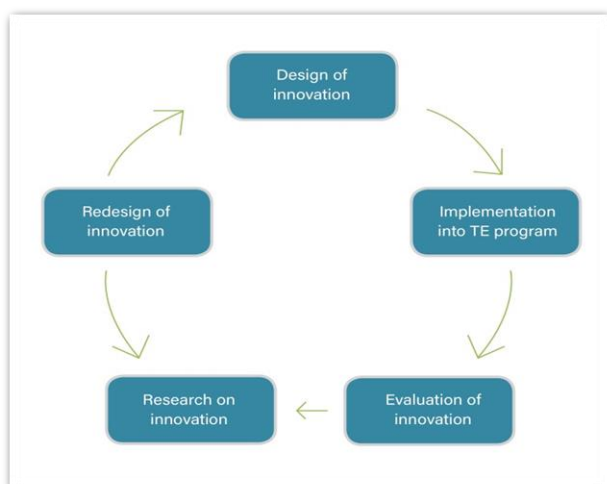 Design of
innovation
Redesign of
innovation
Implementation
into TE program
Research on
innovation
Evaluation of
innovation